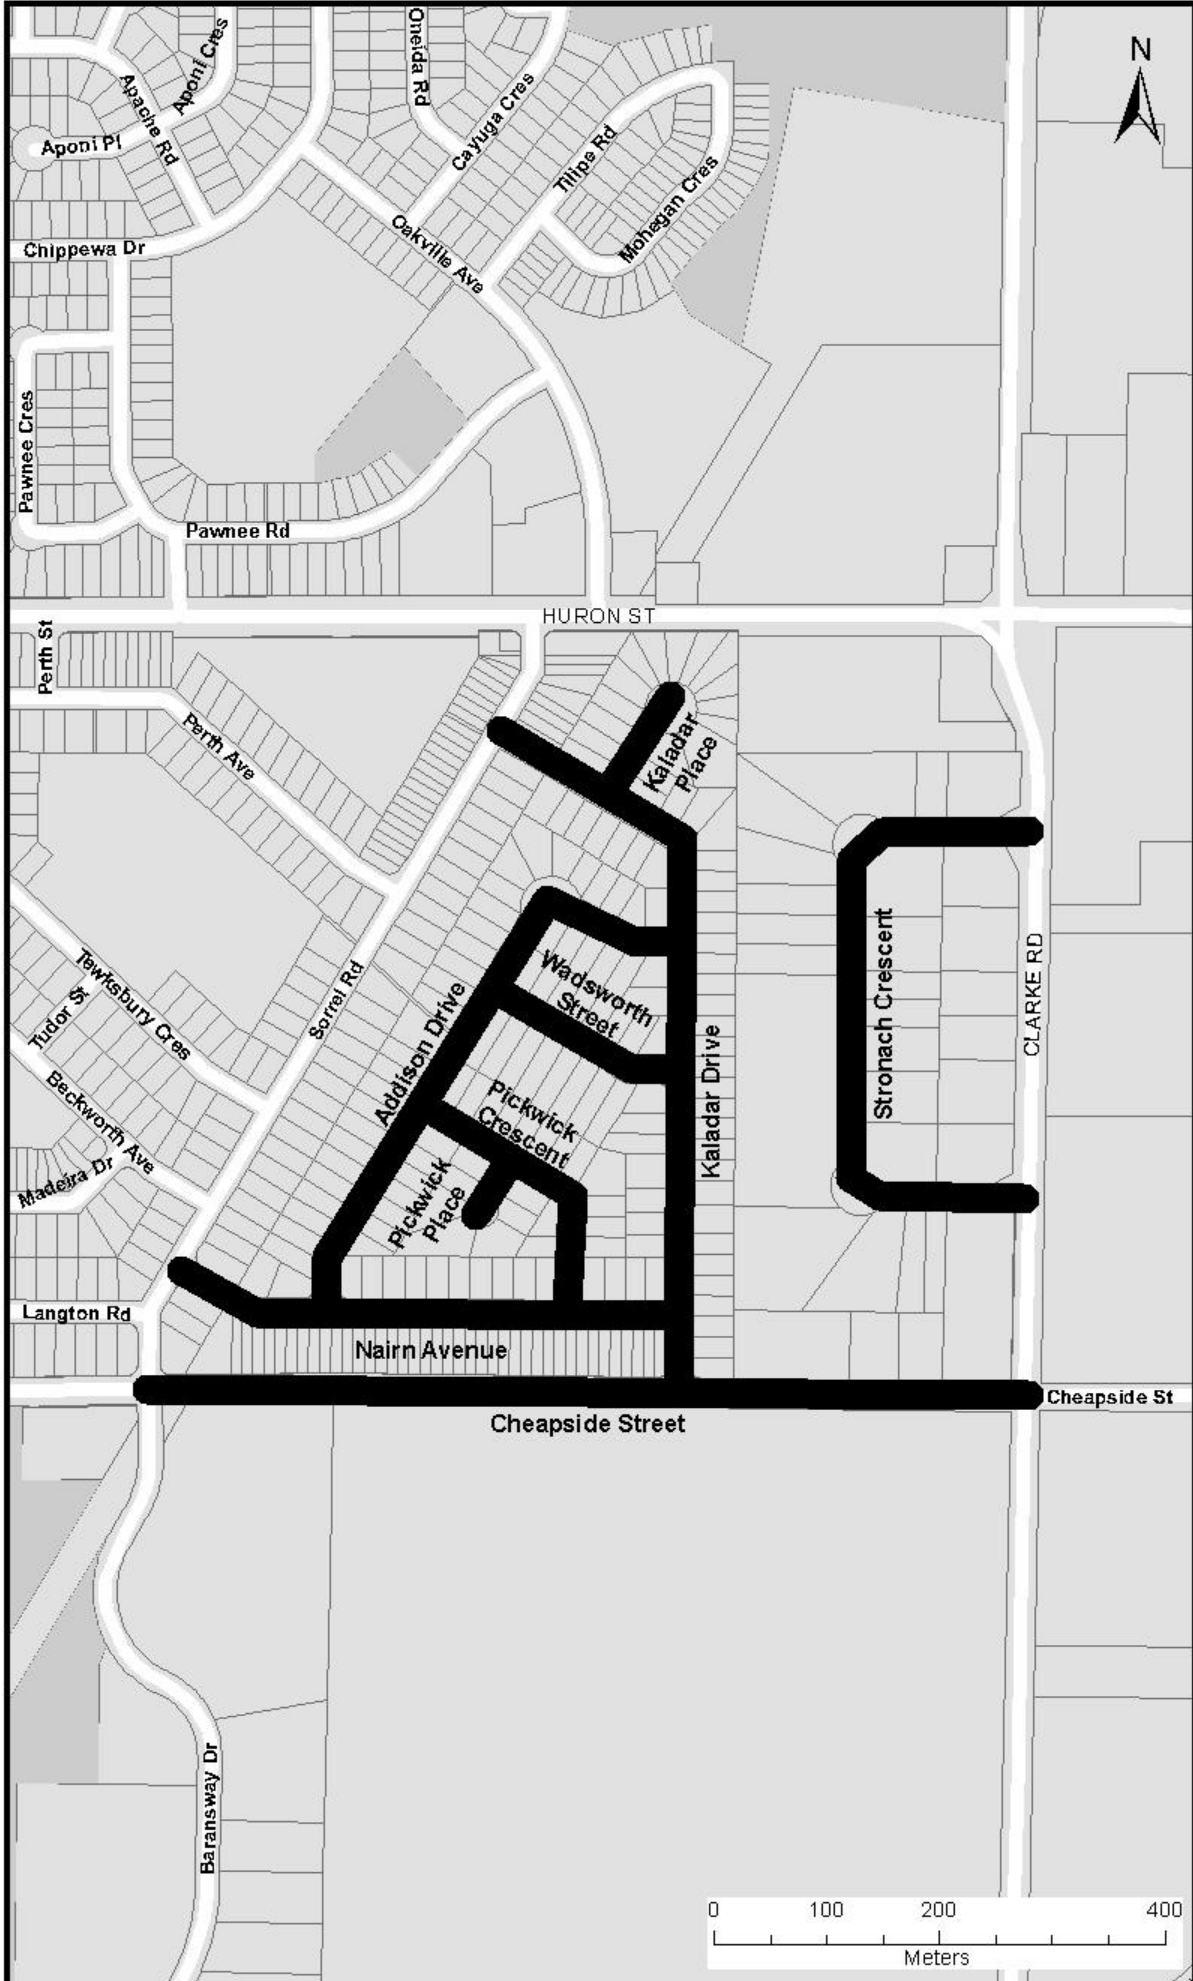 Oneida Rd
Aponi Cres
N
Apache Rd
Cayuga Cres
Aponi Pl
Tilipe Rd
Mohegan Cres
Chippewa Dr
Oakville Ave
Pawnee Cres
Pawnee Rd
HURON ST
Perth St
Perth Ave
Kaladar
Place
Wadsworth
Street
Stronach Crescent
CLARKE RD
Tewksbury Cres
Sorrel Rd
Tudor St
Addison Drive
Kaladar Drive
Pickwick
Crescent
Beckworth Ave
Madeira Dr
Pickwick
Place
Langton Rd
Nairn Avenue
Cheapside St
Cheapside Street
Baransway Dr
0 100 200 400
Meters